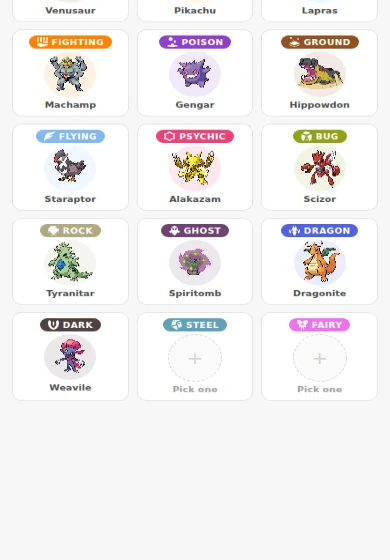 Venusaur Pikachu Lapras
FIGHTING POISON GROUND
Machamp Gengar Hippowdon
FLYING PSYCHIC BUG
Staraptor Alakazam Scizor
ROCK GHOST DRAGON
Tyranitar Spiritomb Dragonite
DARK STEEL FAIRY
Weavile Pick one Pick one